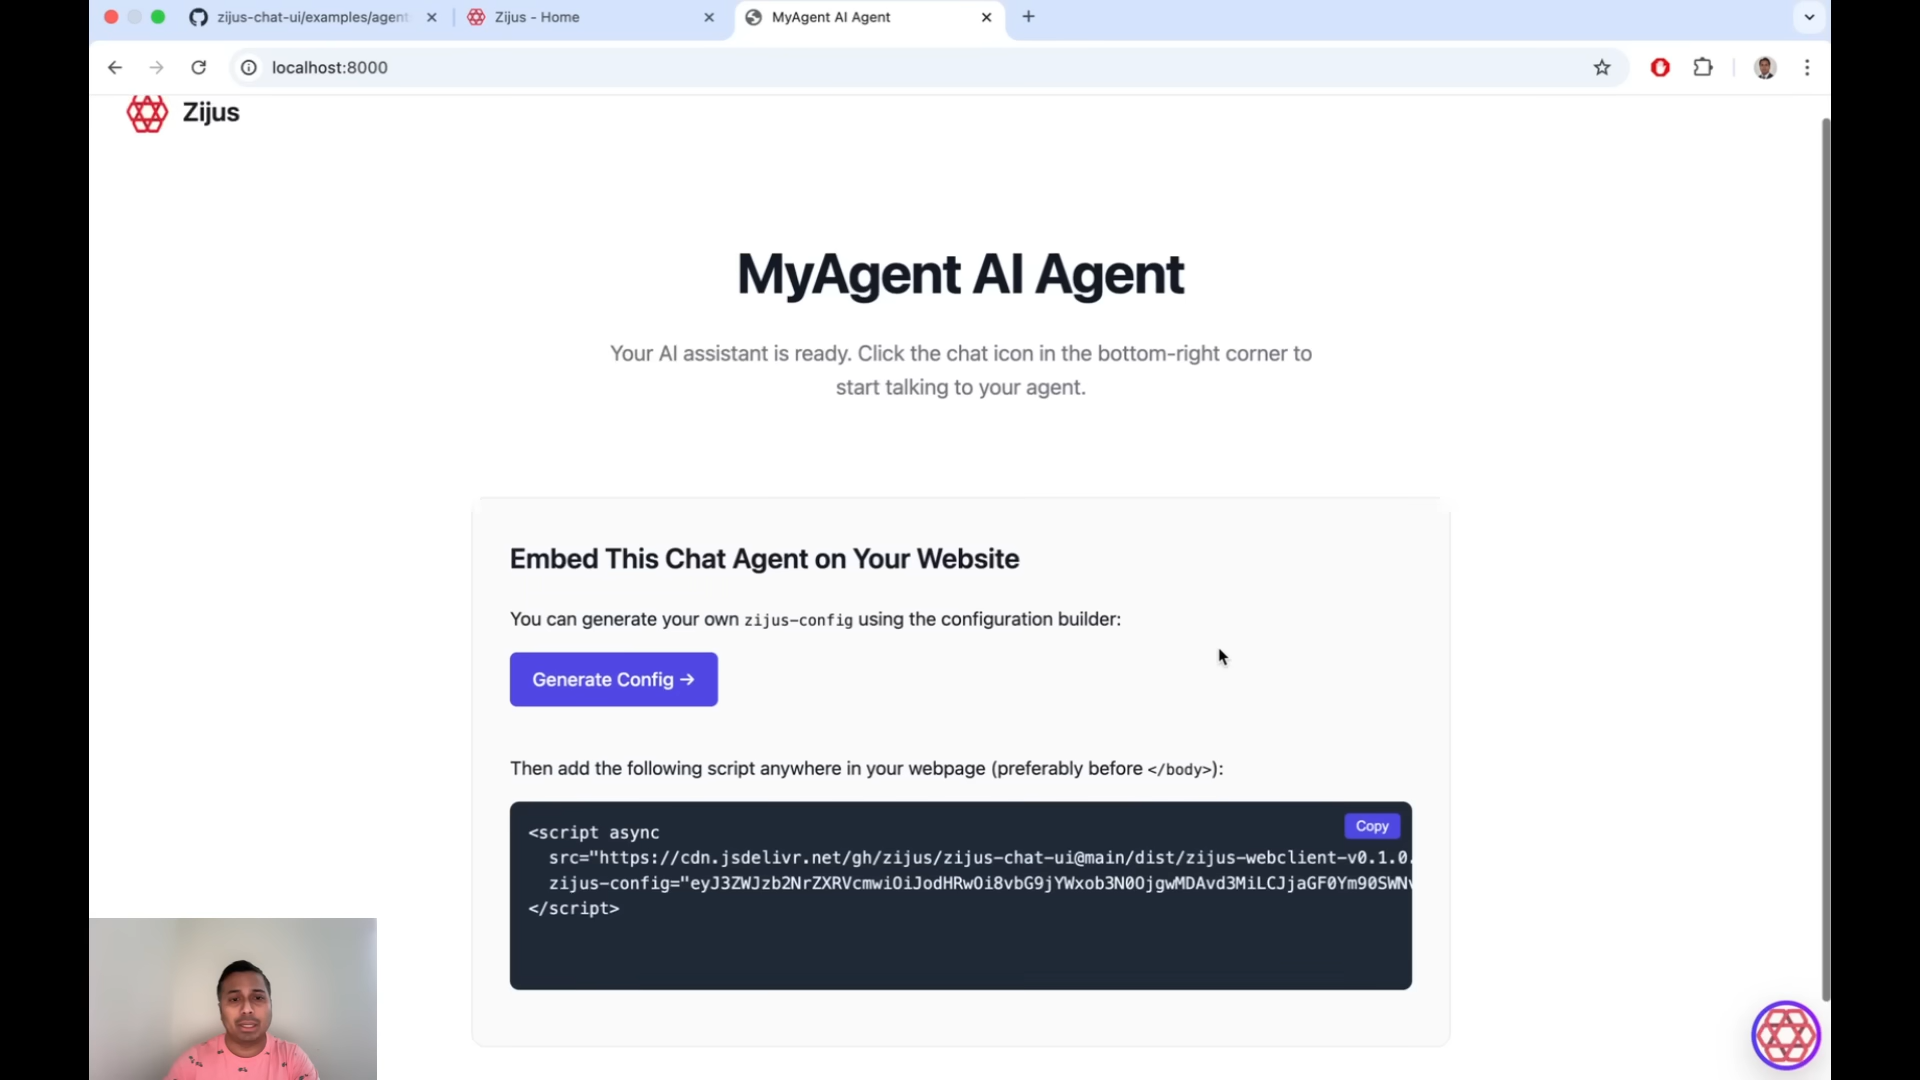 zijus-chat-ui/examples/agent
Zijus - Home
MyAgent AI Agent
localhost:8000
Zijus
MyAgent AI Agent
Your AI assistant is ready. Click the chat icon in the bottom-right corner to
start talking to your agent.
Embed This Chat Agent on Your Website
You can generate your own zijus-config using the configuration builder:
Generate Config →
Then add the following script anywhere in your webpage (preferably before </body>):
Copy
<script async
src="https://cdn.jsdelivr.net/gh/zijus/zijus-chat-ui@main/dist/zijus-webclient-v0.1.0.
zijus-config="eyJ3ZWJzb2NrZXRVcmwiOiJodHRwOi8vbG9jYWxob3N0OjgwMDAvd3MiLCJjaGF0Ym90SWNv
</script>